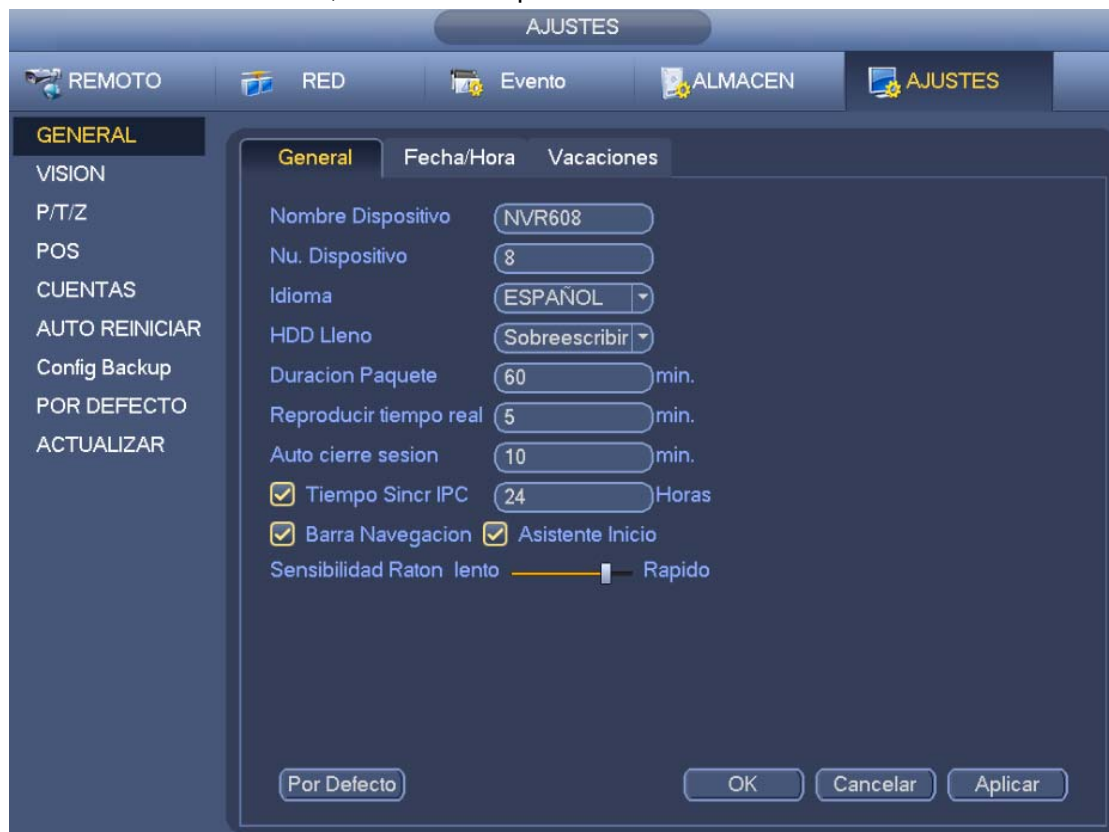 AJUSTES
REMOTO RED Evento ALMACEN AJUSTES
GENERAL
VISION
P/T/Z
POS
CUENTAS
AUTO REINICIAR
Config Backup
POR DEFECTO
ACTUALIZAR
General Fecha/Hora Vacaciones
Nombre Dispositivo NVR608
Nu. Dispositivo 8
Idioma ESPAÑOL
HDD Lleno Sobreescribir
Duracion Paquete 60 min.
Reproducir tiempo real 5 min.
Auto cierre sesion 10 min.
Tiempo Sincr IPC 24 Horas
Barra Navegacion Asistente Inicio
Sensibilidad Raton lento Rapido
Por Defecto OK Cancelar Aplicar